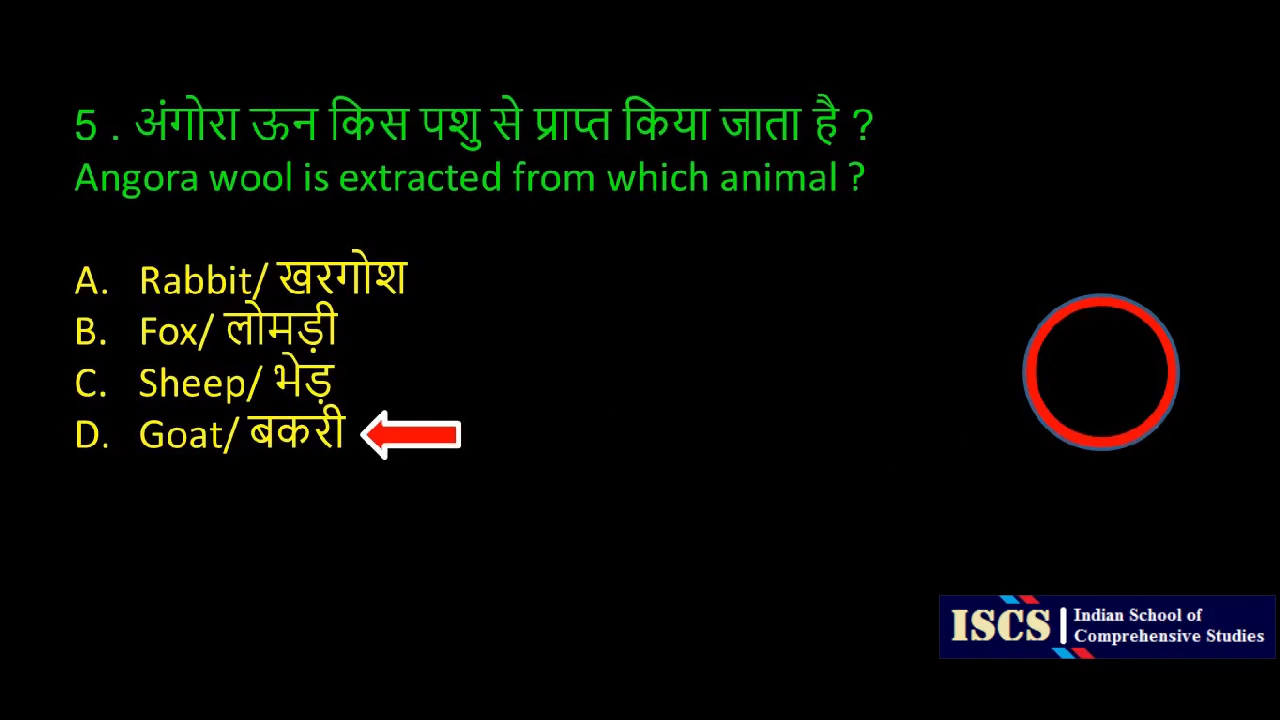 5 . अंगोरा ऊन किस पशु से प्राप्त किया जाता है ?
Angora wool is extracted from which animal ?
A. Rabbit/ खरगोश
B. Fox/ लोमड़ी
C. Sheep/ भेड़
D. Goat/ बकरी
ISCS
Indian School of
Comprehensive Studies